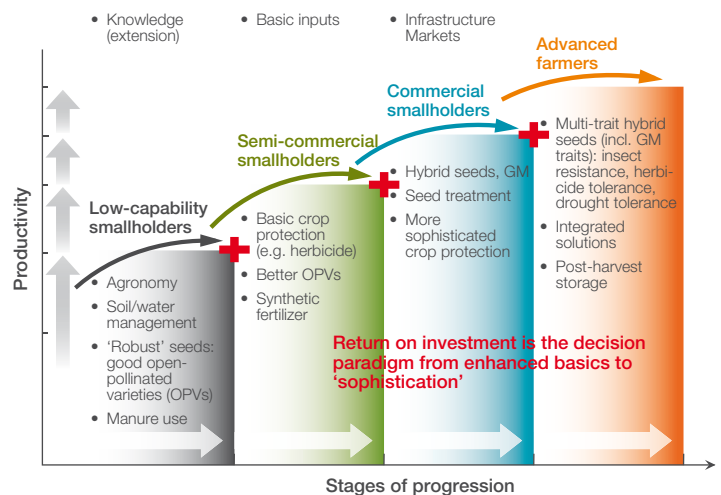 • Knowledge
(extension)
• Basic inputs
• Infrastructure
Markets
Advanced
farmers
Commercial
smallholders
Semi-commercial
smallholders
Low-capability
smallholders
Productivity
• Agronomy
• Soil/water
management
• ‘Robust’ seeds:
good open-
pollinated
varieties (OPVs)
• Manure use
• Basic crop
protection
(e.g. herbicide)
• Better OPVs
• Synthetic
fertilizer
• Hybrid seeds, GM
• Seed treatment
• More
sophisticated
crop protection
• Multi-trait hybrid
seeds (incl. GM
traits): insect
resistance, herbi-
cide tolerance,
drought tolerance
• Integrated
solutions
• Post-harvest
storage
Return on investment is the decision
paradigm from enhanced basics to
‘sophistication’
Stages of progression